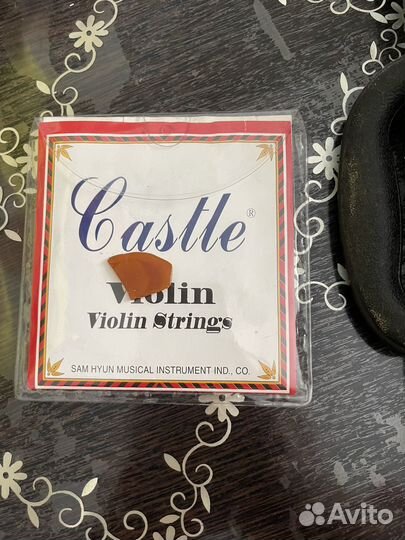 Castle®
Violin
Violin Strings
SAM HYUN MUSICAL INSTRUMENT IND., CO.
Avito